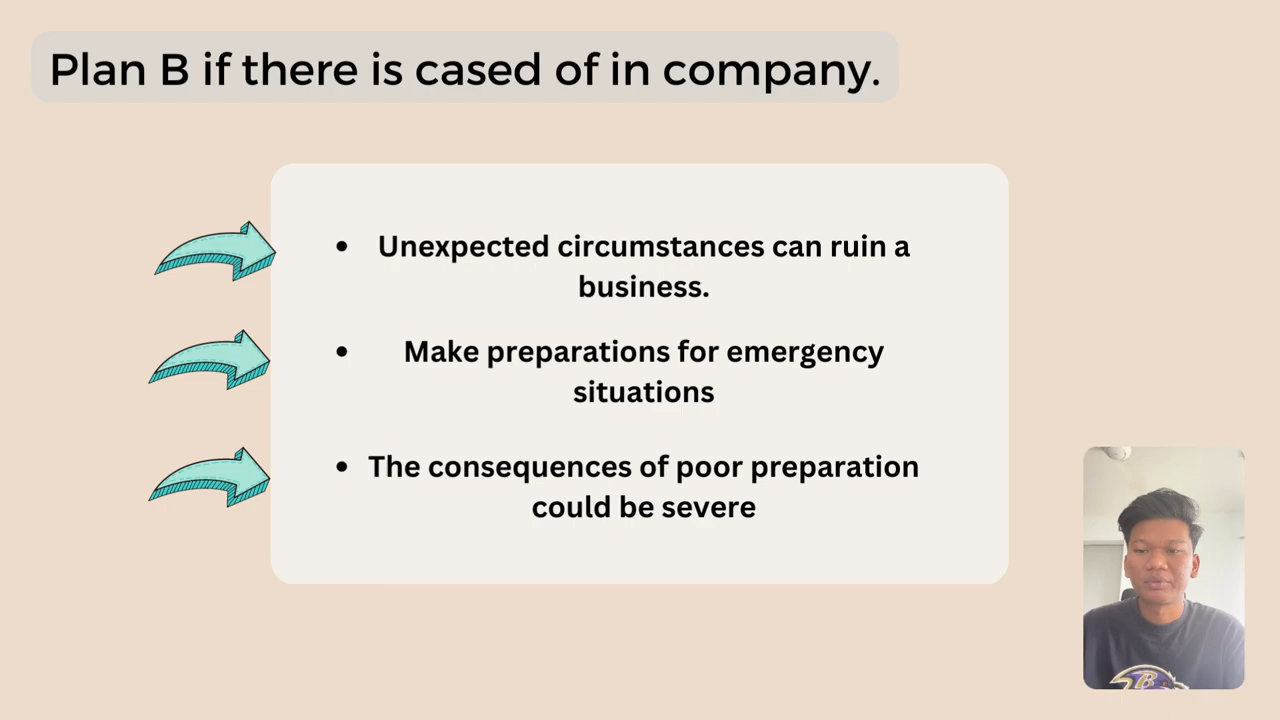 Plan B if there is cased of in company.
• Unexpected circumstances can ruin a
business.
• Make preparations for emergency
situations
• The consequences of poor preparation
could be severe
B